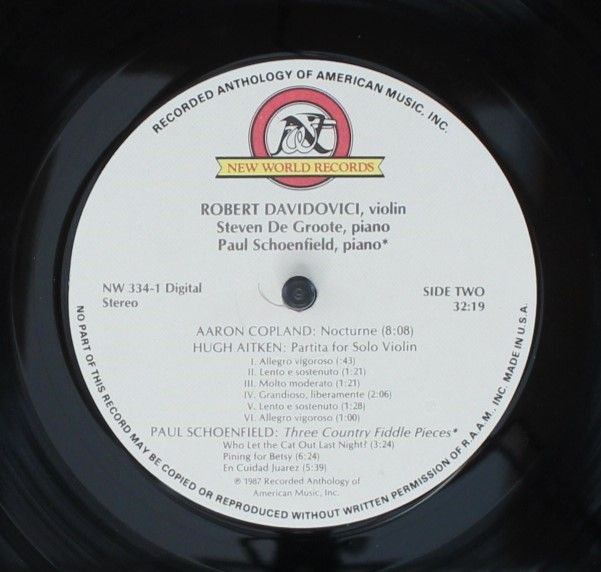 RECORDED ANTHOLOGY OF AMERICAN MUSIC, INC.
NEW WORLD RECORDS
ROBERT DAVIDOVICI, violin
Steven De Groote, piano
Paul Schoenfield, piano*
NW 334-1 Digital
Stereo
SIDE TWO
32:19
AARON COPLAND: Nocturne (8:08)
HUGH AITKEN: Partita for Solo Violin
I. Allegro vigoroso (:43)
II. Lento e sostenuto (1:21)
III. Molto moderato (1:21)
IV. Grandioso, liberamente (2:06)
V. Lento e sostenuto (1:28)
VI. Allegro vigoroso (1:00)
PAUL SCHOENFIELD: Three Country Fiddle Pieces*
Who Let the Cat Out Last Night? (3:24)
Pining for Betsy (6:24)
En Cuidad Juarez (5:39)
℗ 1987 Recorded Anthology of
American Music, Inc.
NO PART OF THIS RECORD MAY BE COPIED OR REPRODUCED WITHOUT WRITTEN PERMISSION OF R.A.A.M., INC. MADE IN U.S.A.